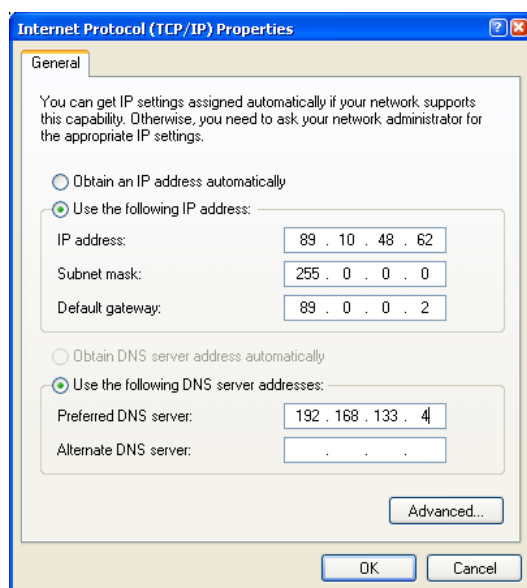 Internet Protocol (TCP/IP) Properties
General
You can get IP settings assigned automatically if your network supports
this capability. Otherwise, you need to ask your network administrator for
the appropriate IP settings.
Obtain an IP address automatically
Use the following IP address:
IP address: 89 . 10 . 48 . 62
Subnet mask: 255 . 0 . 0 . 0
Default gateway: 89 . 0 . 0 . 2
Obtain DNS server address automatically
Use the following DNS server addresses:
Preferred DNS server: 192 . 168 . 133 . 4
Alternate DNS server: . . .
Advanced...
OK Cancel